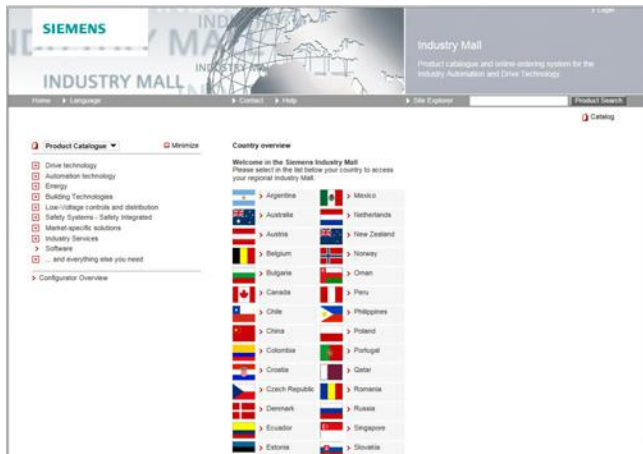 Login
SIEMENS
INDUSTRY MALL
Industry Mall
Product catalogue and online ordering system for the
Industry Automation and Drive Technology.
Home Language Contact Help Site Explorer Product Search
Catalog
Product Catalogue Minimize
Drive technology
Automation technology
Energy
Building Technologies
Low-Voltage controls and distribution
Safety Systems - Safety Integrated
Market-specific solutions
Industry Services
Software
... and everything else you need
Configurator Overview
Country overview
Welcome in the Siemens Industry Mall
Please select in the list below your country to access
your regional Industry Mall.
Argentina Mexico
Australia Netherlands
Austria New Zealand
Belgium Norway
Bulgaria Oman
Canada Peru
Chile Philippines
China Poland
Colombia Portugal
Croatia Qatar
Czech Republic Romania
Denmark Russia
Ecuador Singapore
Estonia Slovakia